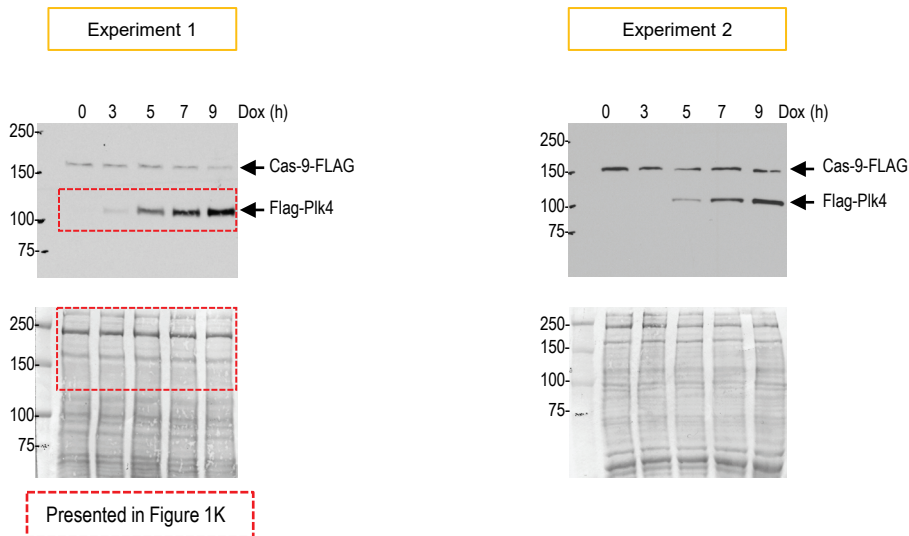 Experiment 1
Experiment 2
0 3 5 7 9 Dox (h)
250-
150-
100-
75-
Cas-9-FLAG
Flag-Plk4
250-
150-
100-
75-
0 3 5 7 9 Dox (h)
250-
150-
100-
75-
Cas-9-FLAG
Flag-Plk4
250-
150-
100-
75-
Presented in Figure 1K